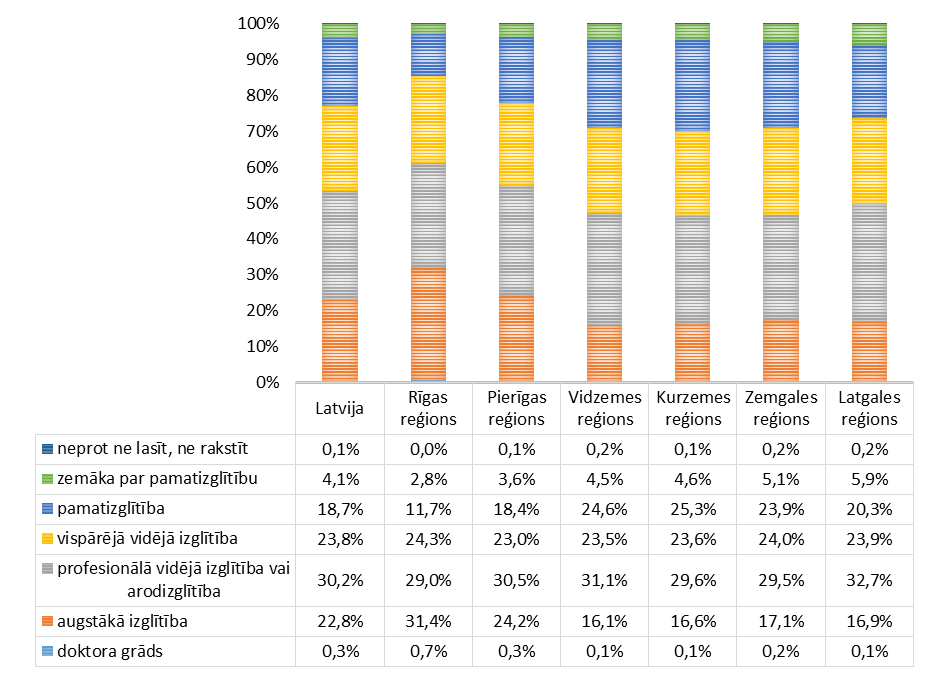 100%
90%
80%
70%
60%
50%
40%
30%
20%
10%
0%
Latvija Rīgas reģions Pierīgas reģions Vidzemes reģions Kurzemes reģions Zemgales reģions Latgales reģions
neprot ne lasīt, ne rakstīt 0,1% 0,0% 0,1% 0,2% 0,1% 0,2% 0,2%
zemāka par pamatizglītību 4,1% 2,8% 3,6% 4,5% 4,6% 5,1% 5,9%
pamatizglītība 18,7% 11,7% 18,4% 24,6% 25,3% 23,9% 20,3%
vispārējā vidējā izglītība 23,8% 24,3% 23,0% 23,5% 23,6% 24,0% 23,9%
profesionālā vidējā izglītība vai
arodizglītība 30,2% 29,0% 30,5% 31,1% 29,6% 29,5% 32,7%
augstākā izglītība 22,8% 31,4% 24,2% 16,1% 16,6% 17,1% 16,9%
doktora grāds 0,3% 0,7% 0,3% 0,1% 0,1% 0,2% 0,1%